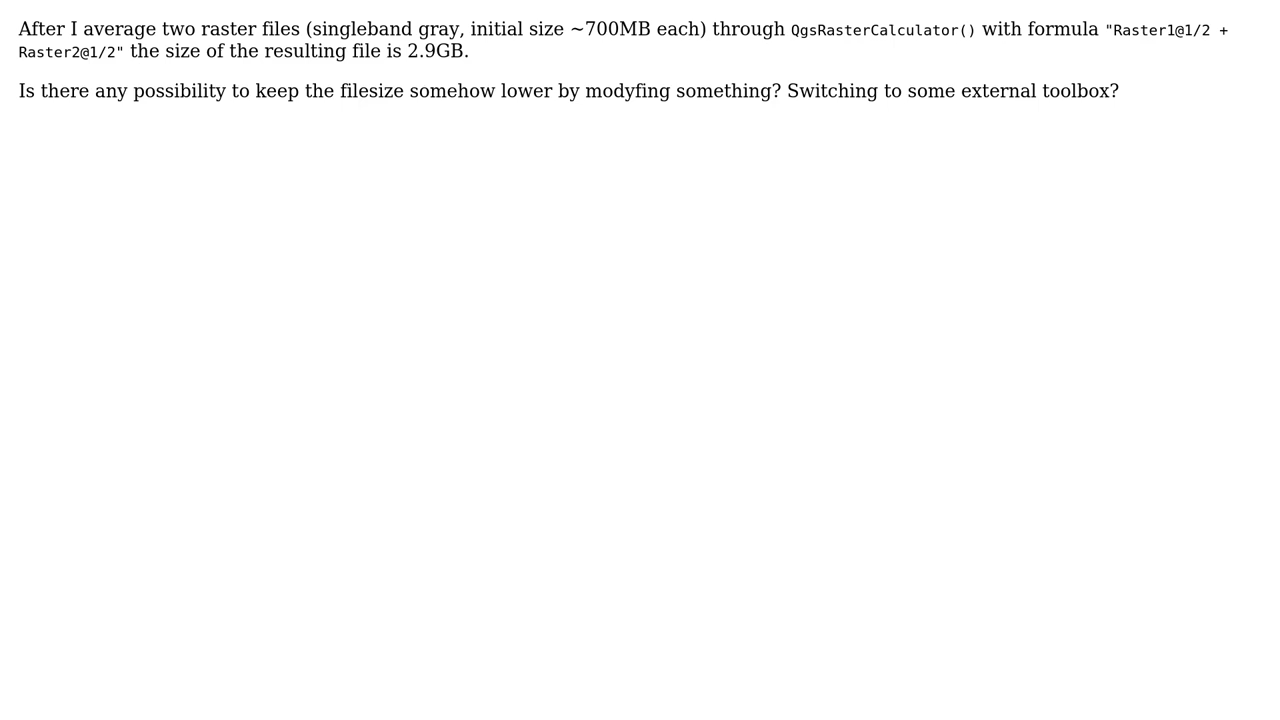 After I average two raster files (singleband gray, initial size ~700MB each) through QgsRasterCalculator() with formula "Raster1@1/2 +
Raster2@1/2" the size of the resulting file is 2.9GB.
Is there any possibility to keep the filesize somehow lower by modyfing something? Switching to some external toolbox?